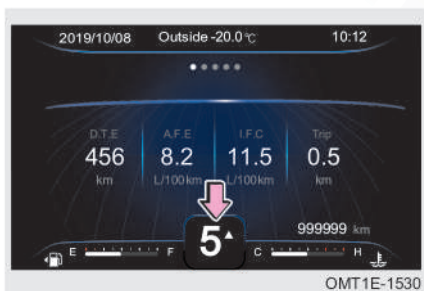 2019/10/08 Outside -20.0℃ 10:12
D.T.E A.F.E I.F.C Trip
456 8.2 11.5 0.5
km L/100km L/100km km
999999 km
E F 5 C H
OMT1E-1530